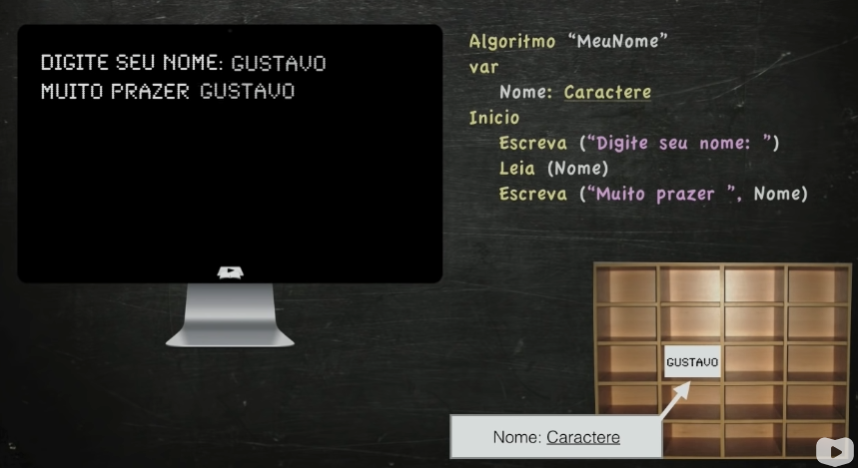 DIGITE SEU NOME: GUSTAVO
MUITO PRAZER GUSTAVO
Algoritmo “MeuNome”
var
Nome: Caractere
Inicio
Escreva (“Digite seu nome: ”)
Leia (Nome)
Escreva (“Muito prazer ”, Nome)
GUSTAVO
Nome: Caractere